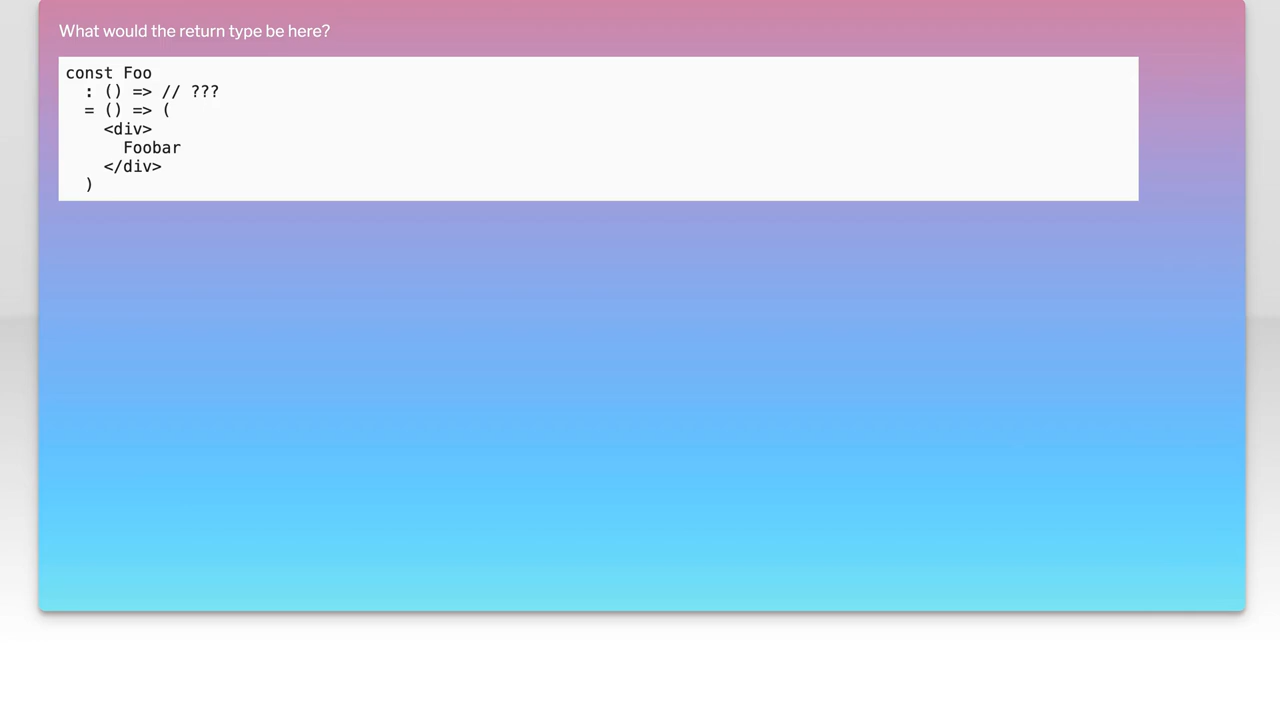 What would the return type be here?
const Foo
  : () => // ???
  = () => (
    <div>
      Foobar
    </div>
  )